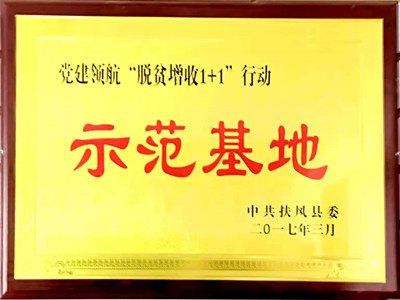 党建领航“脱贫增收1+1”行动
示范基地
中共扶风县委
二〇一七年三月